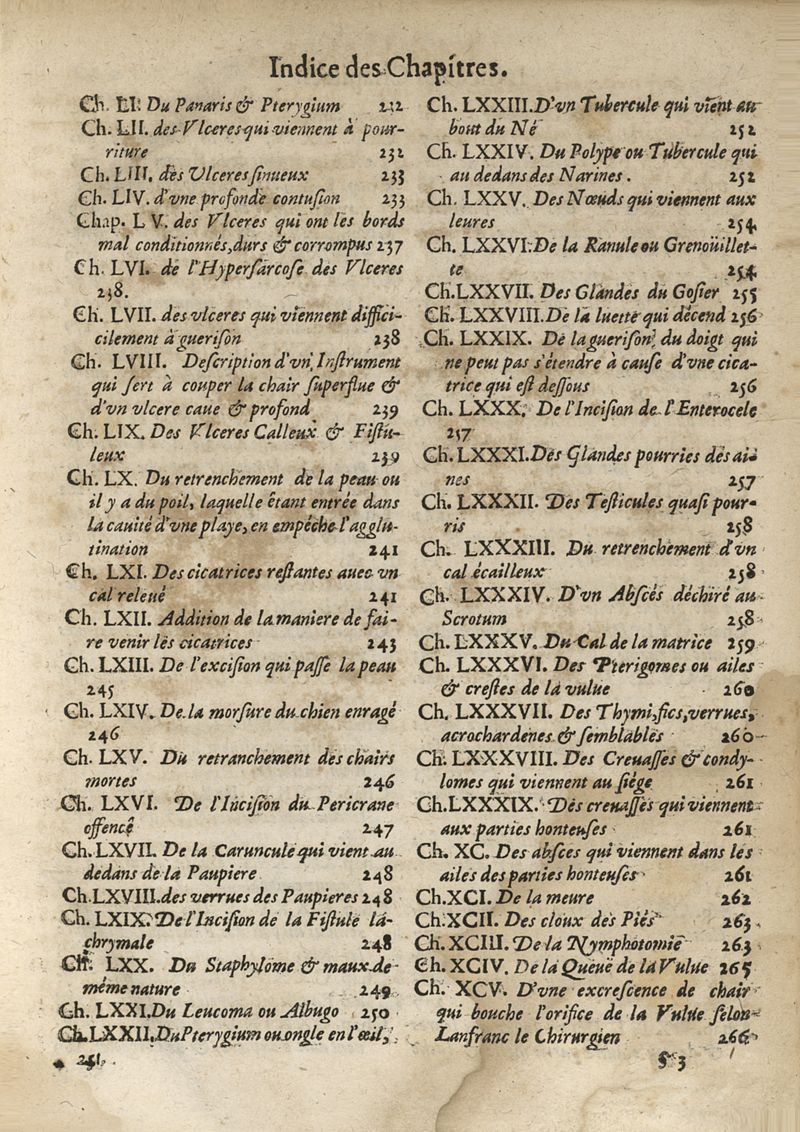 Indice des Chapitres.
Ch. LI. Du Panaris & Pterygium 232
Ch. LII. des Vlceres qui viennent à pour-
riture 232
Ch. LIII. des Vlceres sinueux 233
Ch. LIV. d'vne profonde contusion 233
Chap. LV. des Vlceres qui ont les bords
mal conditionnés, durs & corrompus 237
Ch. LVI. de l'Hypersarcose des Vlceres
238.
Ch. LVII. des vlceres qui viennent diffici-
cilement à guerison 238
Ch. LVIII. Description d'vn Instrument
qui sert à couper la chair superflue &
d'vn vlcere caue & profond 239
Ch. LIX. Des Vlceres Calleux & Fistu-
leux 239
Ch. LX. Du retrenchement de la peau ou
il y a du poil, laquelle êtant entrée dans
la cauité d'vne playe, en empéche l'agglu-
tination 241
Ch. LXI. Des cicatrices restantes auec vn
cal releué 241
Ch. LXII. Addition de la maniere de fai-
re venir les cicatrices 243
Ch. LXIII. De l'excision qui passe la peau
245
Ch. LXIV. De la morsure du chien enragé
246
Ch. LXV. Du retranchement des chairs
mortes 246
Ch. LXVI. De l'Incision du Pericrane
offencé 247
Ch. LXVII. De la Caruncule qui vient au
dedans de la Paupiere 248
Ch. LXVIII. des verrues des Paupieres 248
Ch. LXIX. De l'Incision de la Fistule la-
chrymale 248
Ch. LXX. Du Staphylome & maux de
même nature 249
Ch. LXXI. Du Leucoma ou Albugo 250
Ch. LXXII. Du Pterygium ou ongle en l'œil,
251.
Ch. LXXIII. D'vn Tubercule qui vient au
bout du Né 252
Ch. LXXIV. Du Polype ou Tubercule qui
au dedans des Narines. 252
Ch. LXXV. Des Nœuds qui viennent aux
leures 254
Ch. LXXVI. De la Ranule ou Grenoüillet-
te 254
Ch. LXXVII. Des Glandes du Gosier 255
Ch. LXXVIII. De la luette qui décend 256
Ch. LXXIX. De la guerison du doigt qui
ne peut pas s'étendre à cause d'vne cica-
trice qui est dessous 256
Ch. LXXX. De l'Incision de l'Enterocele
257
Ch. LXXXI. Des Glandes pourries des ai-
nes 257
Ch. LXXXII. Des Testicules quasi pour-
ris 258
Ch. LXXXIII. Du retrenchement d'vn
cal écailleux 258
Ch. LXXXIV. D'vn Abscés déchiré au
Scrotum 258
Ch. LXXXV. Du Cal de la matrice 259
Ch. LXXXVI. Des Pterigomes ou ailes
& crestes de la vulue 260
Ch. LXXXVII. Des Thymi, fics, verrues,
acrochardenes & semblables 260
Ch. LXXXVIII. Des Creuasses & condy-
lomes qui viennent au siége 261
Ch. LXXXIX. Dés creuasses qui viennent
aux parties honteuses 261
Ch. XC. Des absces qui viennent dans les
ailes des parties honteuses 261
Ch. XCI. De la meure 262
Ch. XCII. Des cloux des Piés 263
Ch. XCIII. De la Nymphotomie 263
Ch. XCIV. De la Queue de la Vulue 265
Ch. XCV. D'vne excrescence de chair
qui bouche l'orifice de la Vulue selon
Lanfranc le Chirurgien 266
§ 3